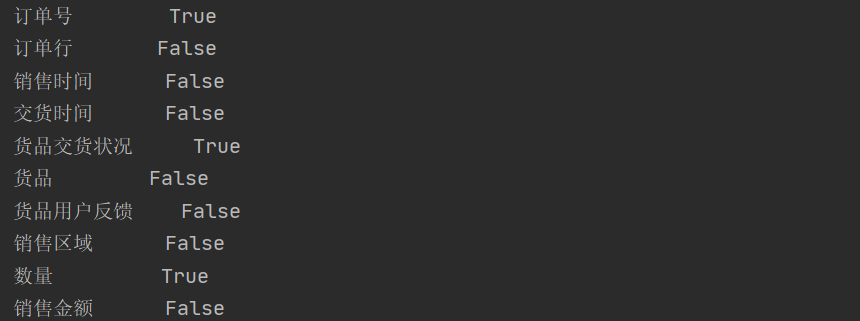 订单号 True
订单行 False
销售时间 False
交货时间 False
货品交货状况 True
货品 False
货品用户反馈 False
销售区域 False
数量 True
销售金额 False